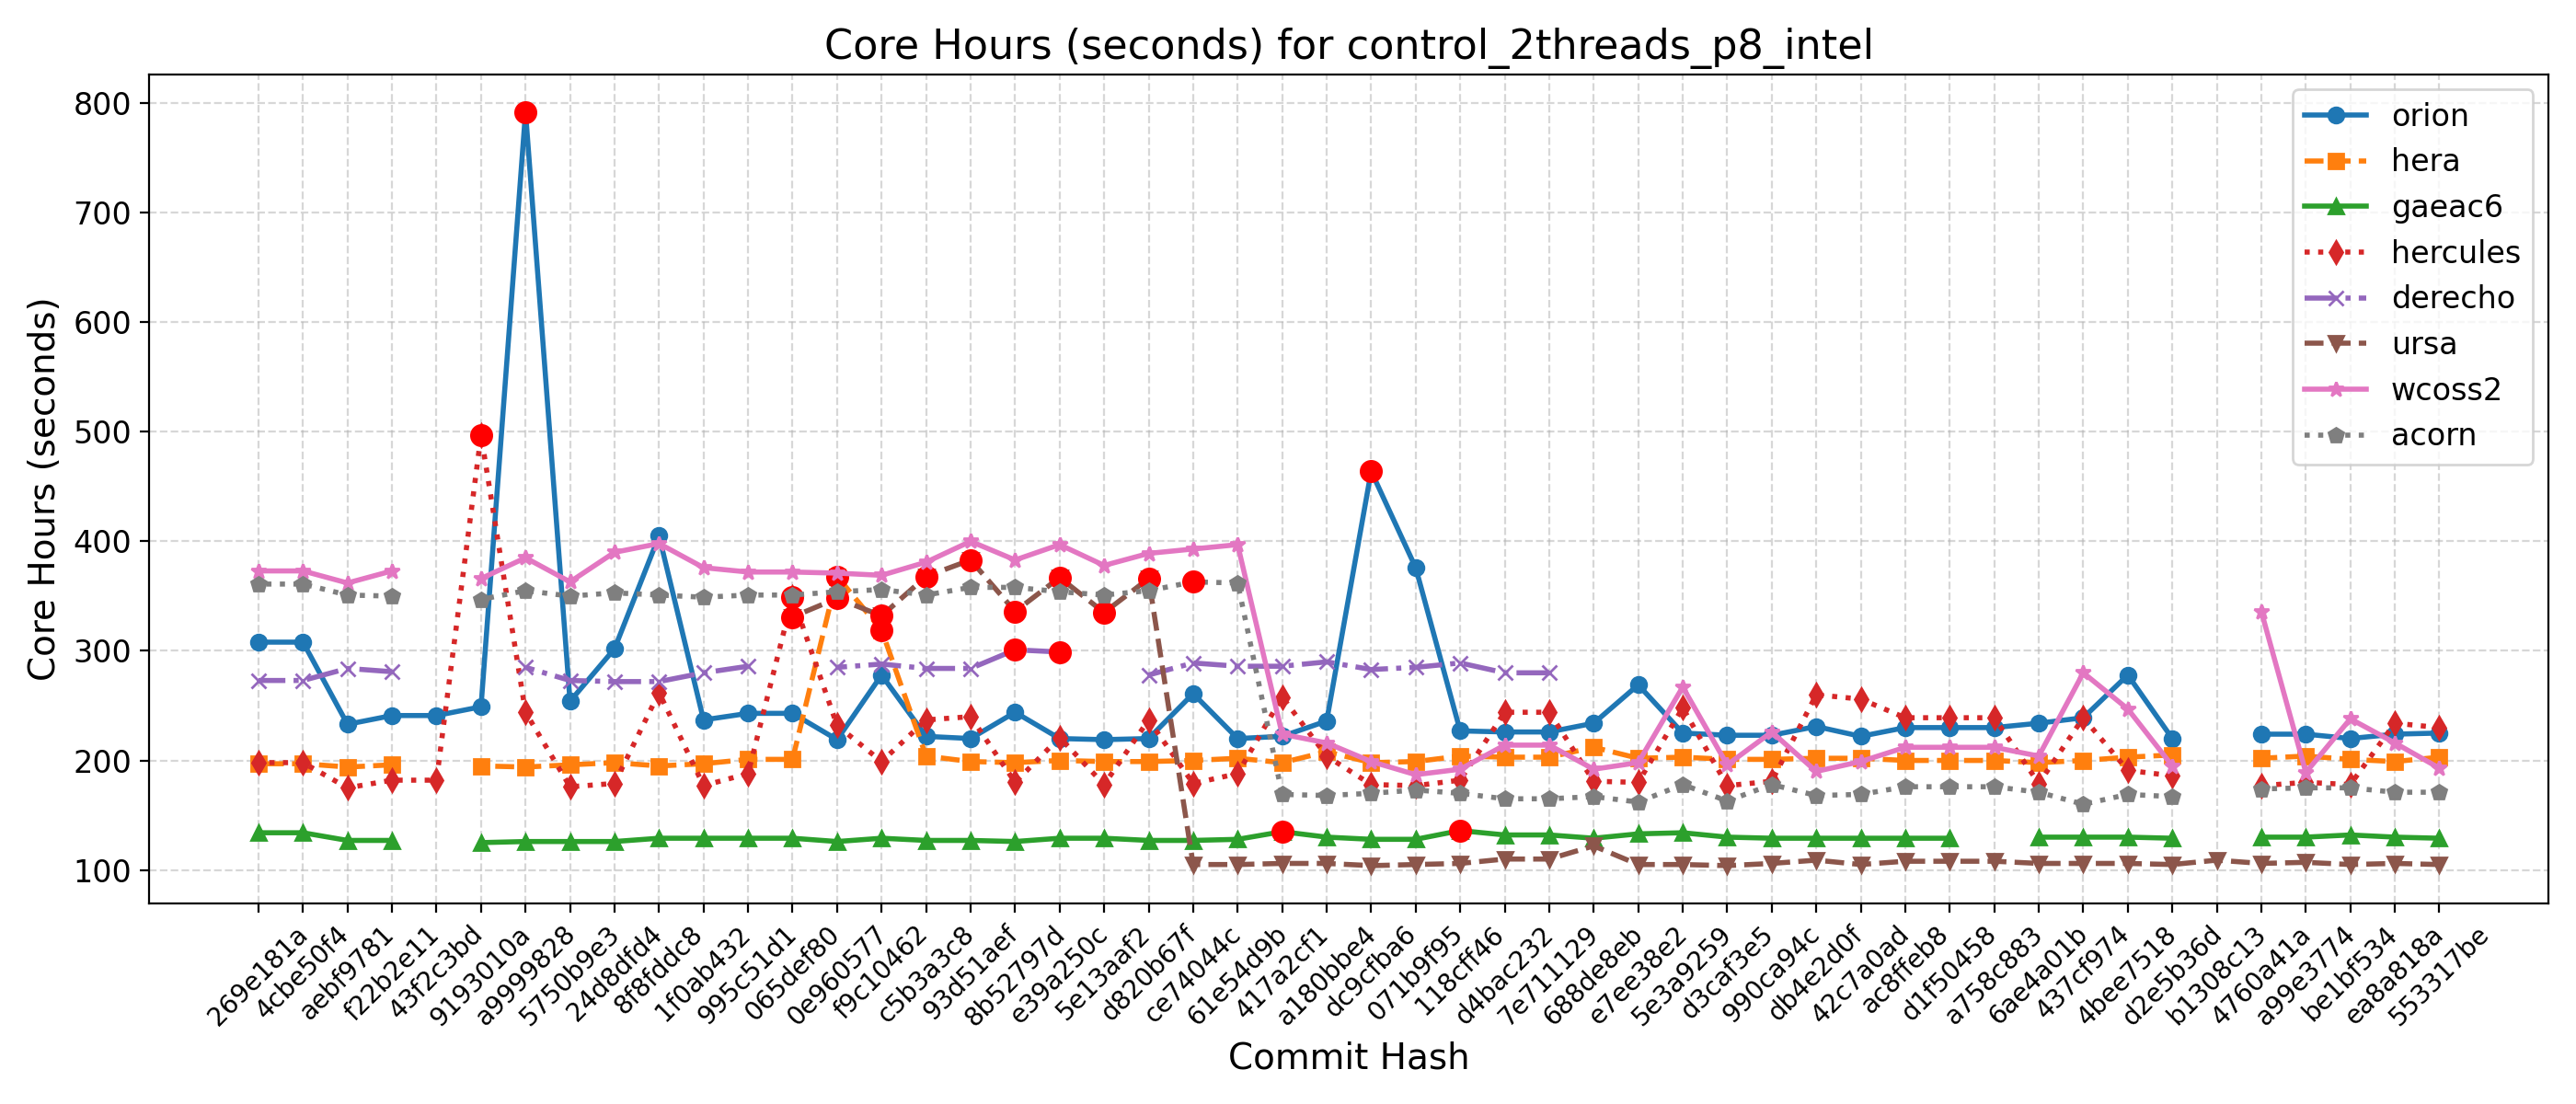 Core Hours (seconds) for control_2threads_p8_intel
Core Hours (seconds)
800
700
600
500
400
300
200
100
orion
hera
gaeac6
hercules
derecho
ursa
wcoss2
acorn
269e181a
4cbe50f4
aebf9781
f22b2e11
43f2c3bd
9193010a
a9999828
5750b9e3
24d8dfd4
8f8fddc8
1f0ab432
995c51d1
065def80
0e960577
f9c10462
c5b3a3c8
93d51aef
8b52797d
e39a250c
5e13aaf2
d820b67f
ce74044c
61e54d9b
417a2cf1
a180bbe4
dc9cfba6
071b9f95
118cff46
d4bac232
7e711129
688de8eb
e7ee38e2
5e3a9259
d3caf3e5
990ca94c
db4e2d0f
42c7a0ad
ac8ffeb8
d1f50458
a758c883
6ae4a01b
437cf974
4bee7518
d2e5b36d
b1308c13
4760a41a
a99e3774
be1bf534
ea8a818a
553317be
Commit Hash